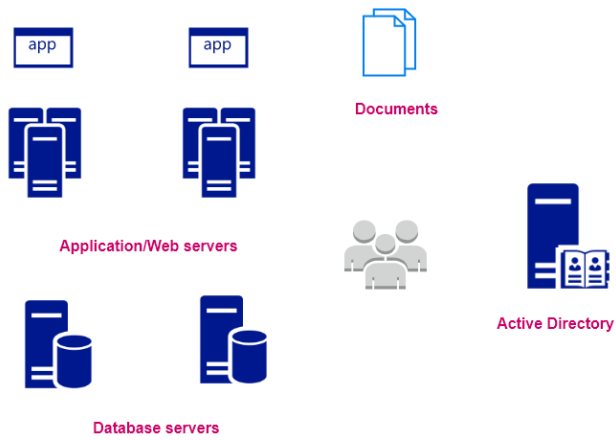 app
app
Documents
Application/Web servers
Active Directory
Database servers